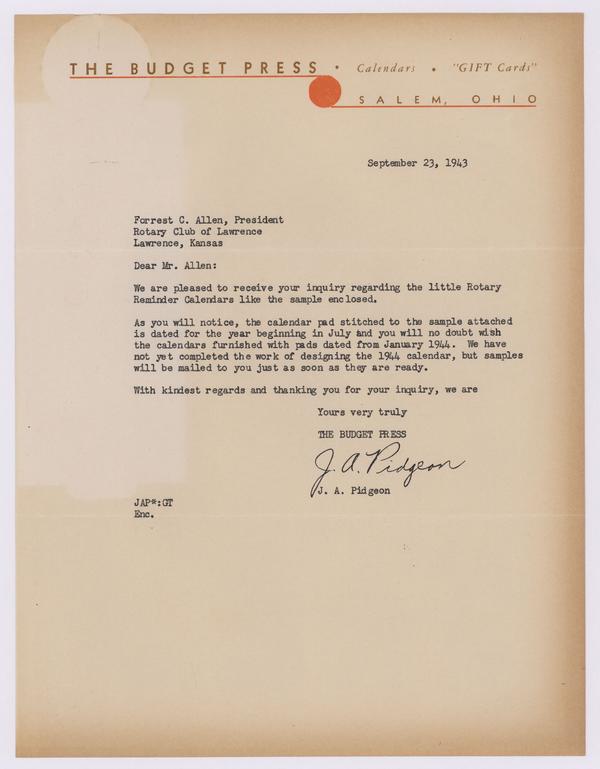 THE BUDGET PRESS • Calendars • "GIFT Cards"
SALEM, OHIO
September 23, 1943
Forrest C. Allen, President
Rotary Club of Lawrence
Lawrence, Kansas
Dear Mr. Allen:
We are pleased to receive your inquiry regarding the little Rotary
Reminder Calendars like the sample enclosed.
As you will notice, the calendar pad stitched to the sample attached
is dated for the year beginning in July and you will no doubt wish
the calendars furnished with pads dated from January 1944. We have
not yet completed the work of designing the 1944 calendar, but samples
will be mailed to you just as soon as they are ready.
With kindest regards and thanking you for your inquiry, we are
Yours very truly
THE BUDGET PRESS
J. A. Pidgeon
J. A. Pidgeon
JAP*:GT
Enc.